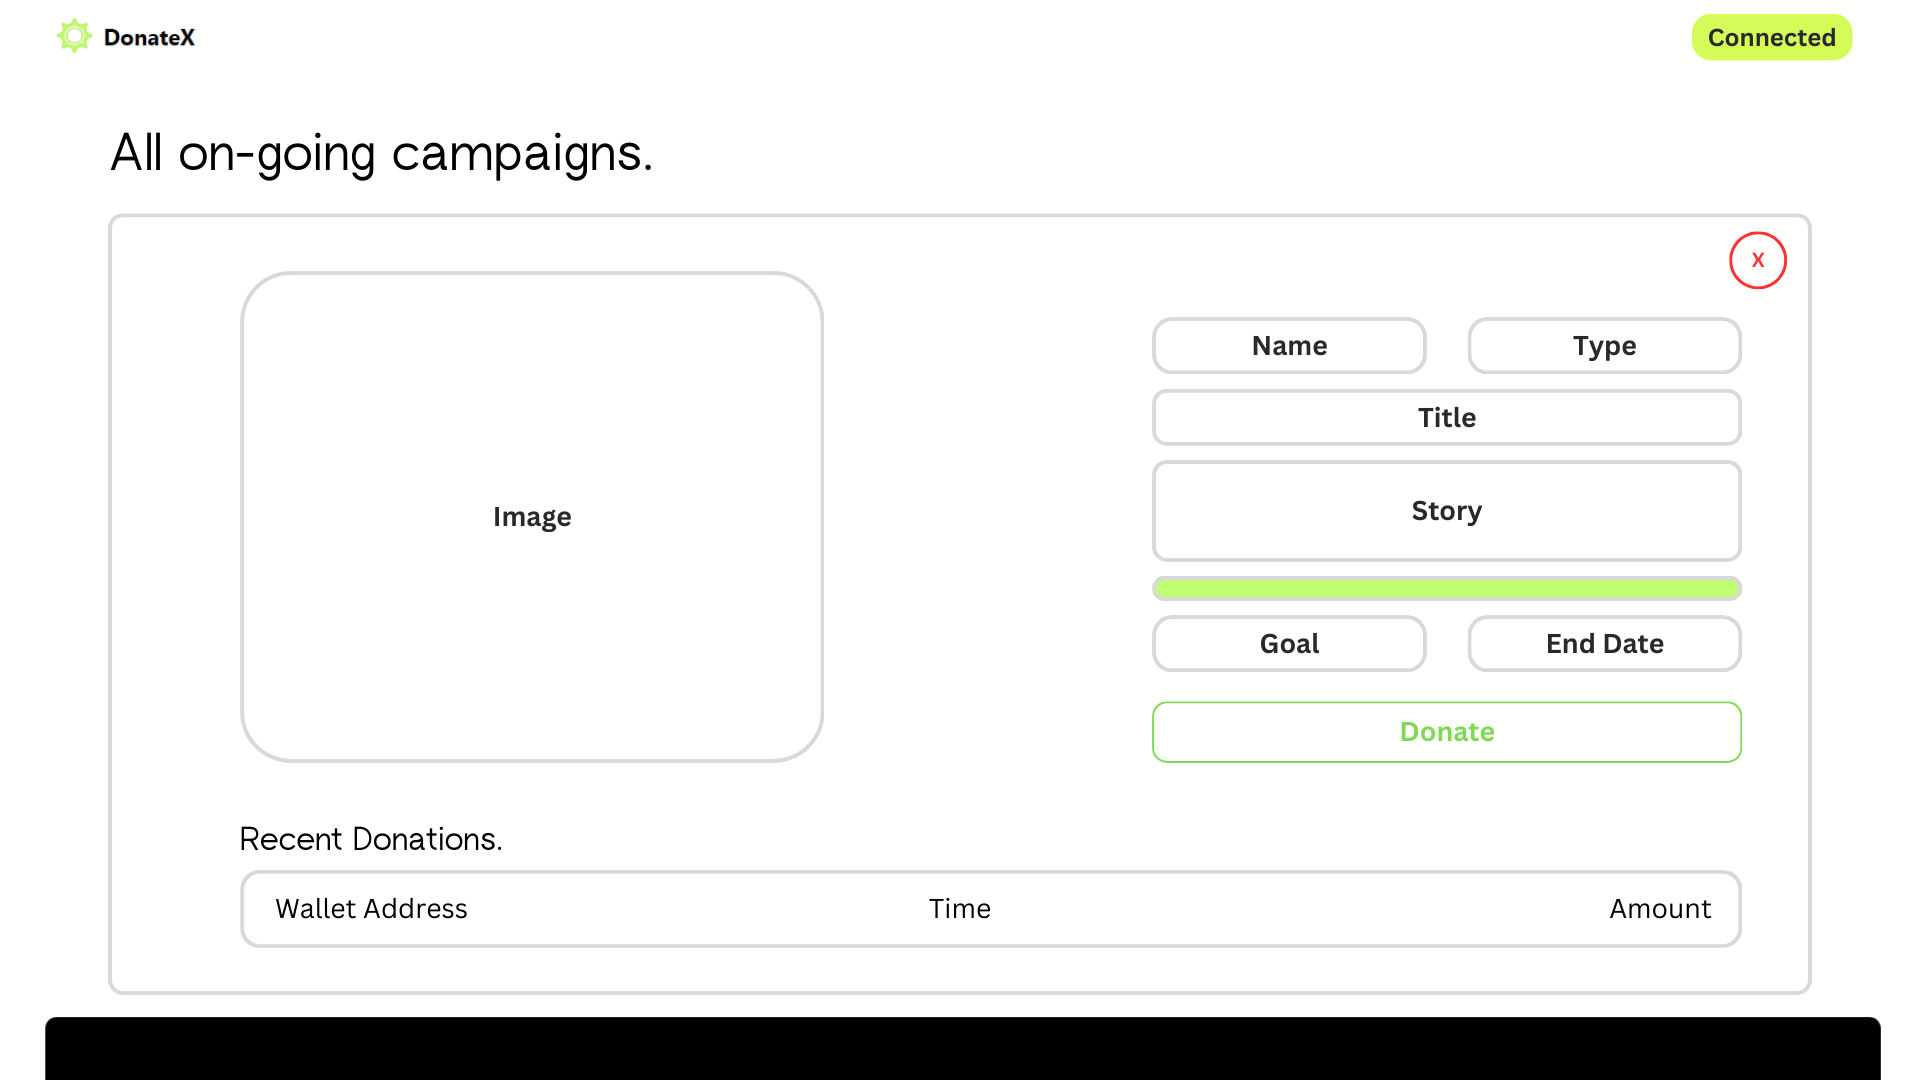 DonateX
Connected
All on-going campaigns.
X
Image
Name
Type
Title
Story
Goal
End Date
Donate
Recent Donations.
Wallet Address
Time
Amount